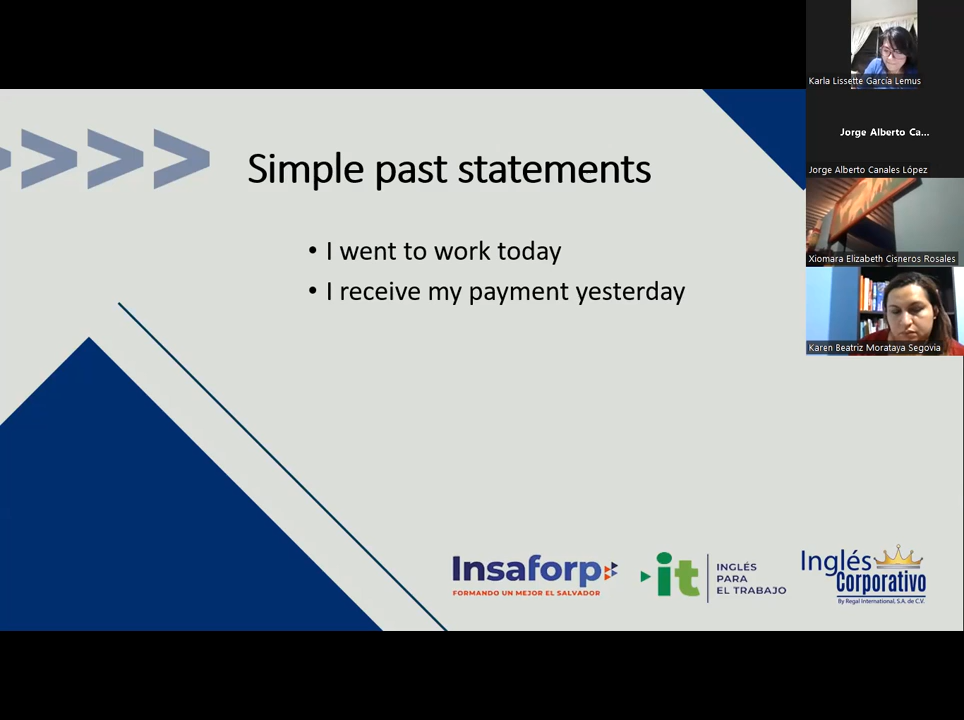 Simple past statements
• I went to work today
• I receive my payment yesterday
Karla Lissette García Lemus
Jorge Alberto Ca...
Jorge Alberto Canales López
Xiomara Elizabeth Cisneros Rosales
Karen Beatriz Morataya Segovia
Insaforp
FORMANDO UN MEJOR EL SALVADOR
it
INGLÉS
PARA
EL TRABAJO
Inglés
Corporativo
By Regal International, S.A. de C.V.